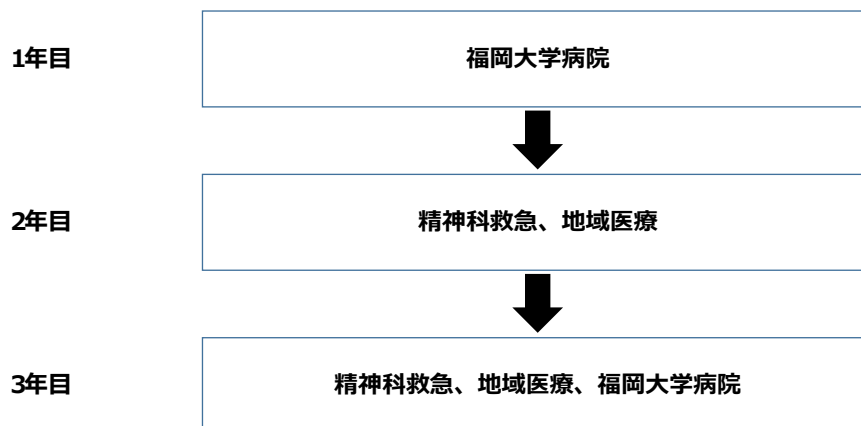 1年目
福岡大学病院
2年目
精神科救急、地域医療
3年目
精神科救急、地域医療、福岡大学病院